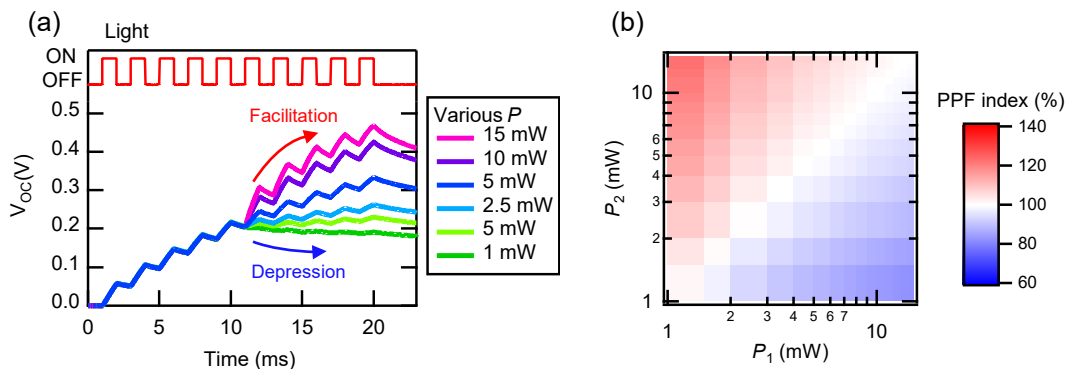 (a)
Light
ON
OFF
0.5
0.4
0.3
0.2
0.1
0.0
V_OC(V)
0 5 10 15 20
Time (ms)
Facilitation
Depression
Various P
15 mW
10 mW
5 mW
2.5 mW
5 mW
1 mW
(b)
10
6
5
4
3
2
1
P_2 (mW)
1 2 3 4 5 6 7 10
P_1 (mW)
PPF index (%)
140
120
100
80
60